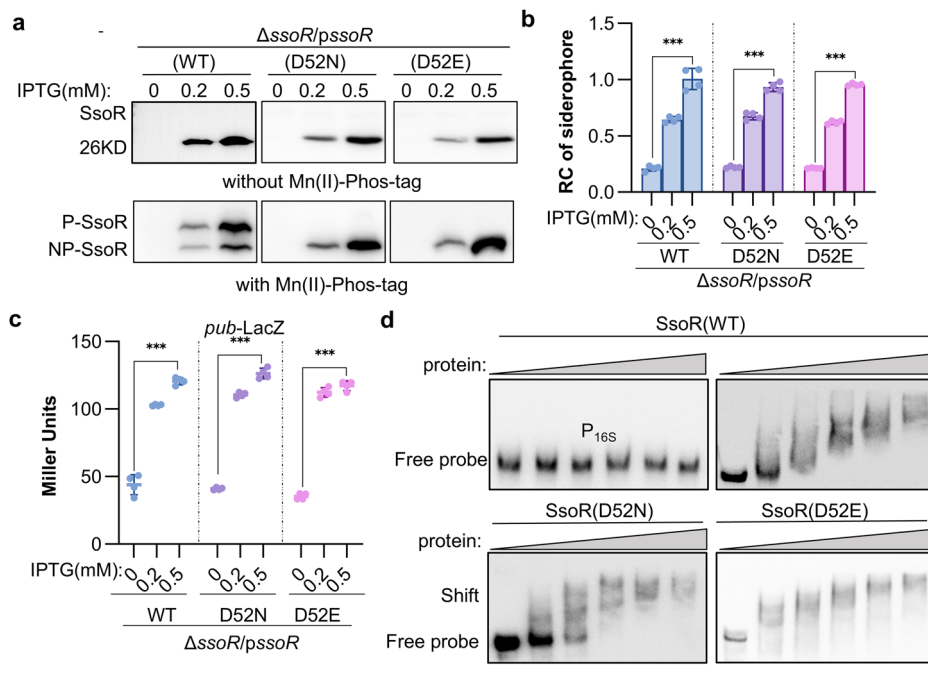 a
-
ΔssoR/pssoR
(WT) (D52N) (D52E)
IPTG(mM): 0 0.2 0.5 0 0.2 0.5 0 0.2 0.5
SsoR
26KD
without Mn(II)-Phos-tag
P-SsoR
NP-SsoR
with Mn(II)-Phos-tag
b
RC of siderophore
1.5
1.0
0.5
0.0
*** *** ***
IPTG(mM): 0 0.2 0.5 0 0.2 0.5 0 0.2 0.5
WT D52N D52E
ΔssoR/pssoR
c
pub-LacZ
Miller Units
150
100
50
0
*** *** ***
IPTG(mM): 0 0.2 0.5 0 0.2 0.5 0 0.2 0.5
WT D52N D52E
ΔssoR/pssoR
d
SsoR(WT)
protein:
P16S
Free probe
SsoR(D52N) SsoR(D52E)
protein:
Shift
Free probe